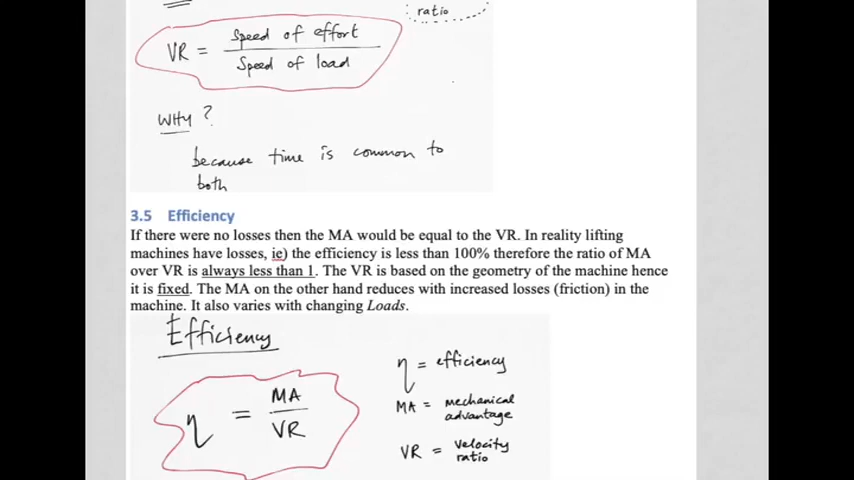 ratio
VR = Speed of effort / Speed of load
WHY ?
because time is common to
both
3.5 Efficiency
If there were no losses then the MA would be equal to the VR. In reality lifting
machines have losses, ie) the efficiency is less than 100% therefore the ratio of MA
over VR is always less than 1. The VR is based on the geometry of the machine hence
it is fixed. The MA on the other hand reduces with increased losses (friction) in the
machine. It also varies with changing Loads.
Efficiency
η = MA / VR
η = efficiency
MA = mechanical
advantage
VR = velocity
ratio